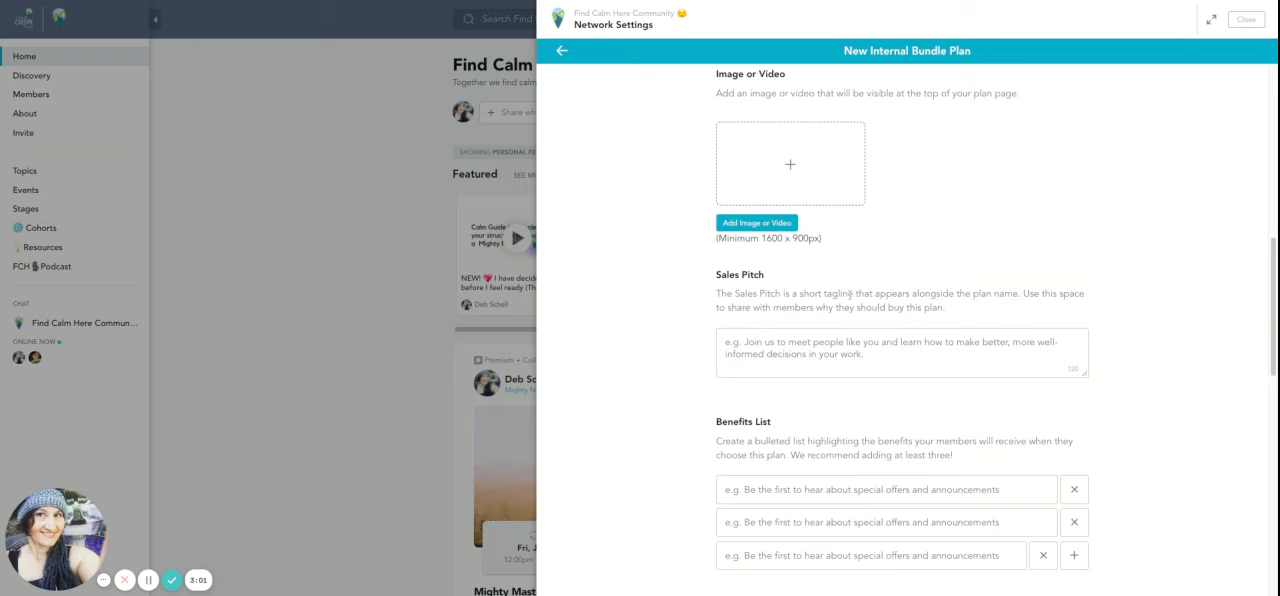 calm
Search Find
Home
Discovery
Members
About
Invite
Topics
Events
Stages
Cohorts
Resources
FCH Podcast
CHAT
Find Calm Here Commun...
ONLINE NOW
3:01
Find Calm
Together we find calm
Share wh
SHOWING PERSONAL FE
Featured
SEE MO
Calm Guide
your struct
a Mighty
NEW! I have decid
before I feel ready (Th
Deb Schell
Premium • Coll
Deb Sc
Mighty N
Fri, J
12:00pm
Mighty Maste
Find Calm Here Community
Network Settings
Close
New Internal Bundle Plan
Image or Video
Add an image or video that will be visible at the top of your plan page.
Add Image or Video
(Minimum 1600 x 900px)
Sales Pitch
The Sales Pitch is a short tagline that appears alongside the plan name. Use this space
to share with members why they should buy this plan.
e.g. Join us to meet people like you and learn how to make better, more well-
informed decisions in your work.
120
Benefits List
Create a bulleted list highlighting the benefits your members will receive when they
choose this plan. We recommend adding at least three!
e.g. Be the first to hear about special offers and announcements
e.g. Be the first to hear about special offers and announcements
e.g. Be the first to hear about special offers and announcements